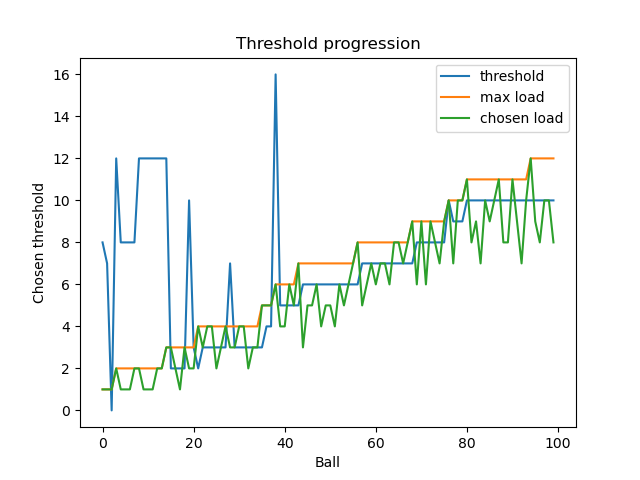 Threshold progression
threshold
max load
chosen load
Chosen threshold
16
14
12
10
8
6
4
2
0
0 20 40 60 80 100
Ball